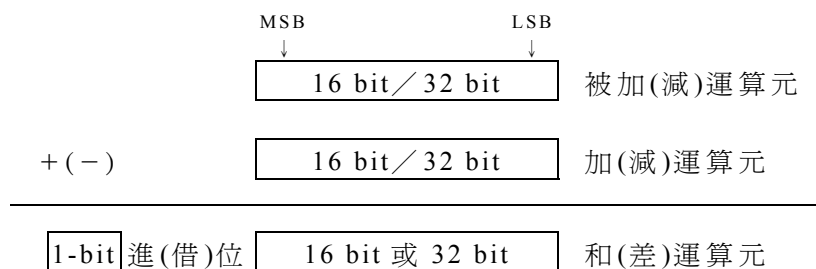 MSB LSB
↓ ↓
16 bit／32 bit 被加(減)運算元
＋(－) 16 bit／32 bit 加(減)運算元
1-bit 進(借)位 16 bit 或 32 bit 和(差)運算元